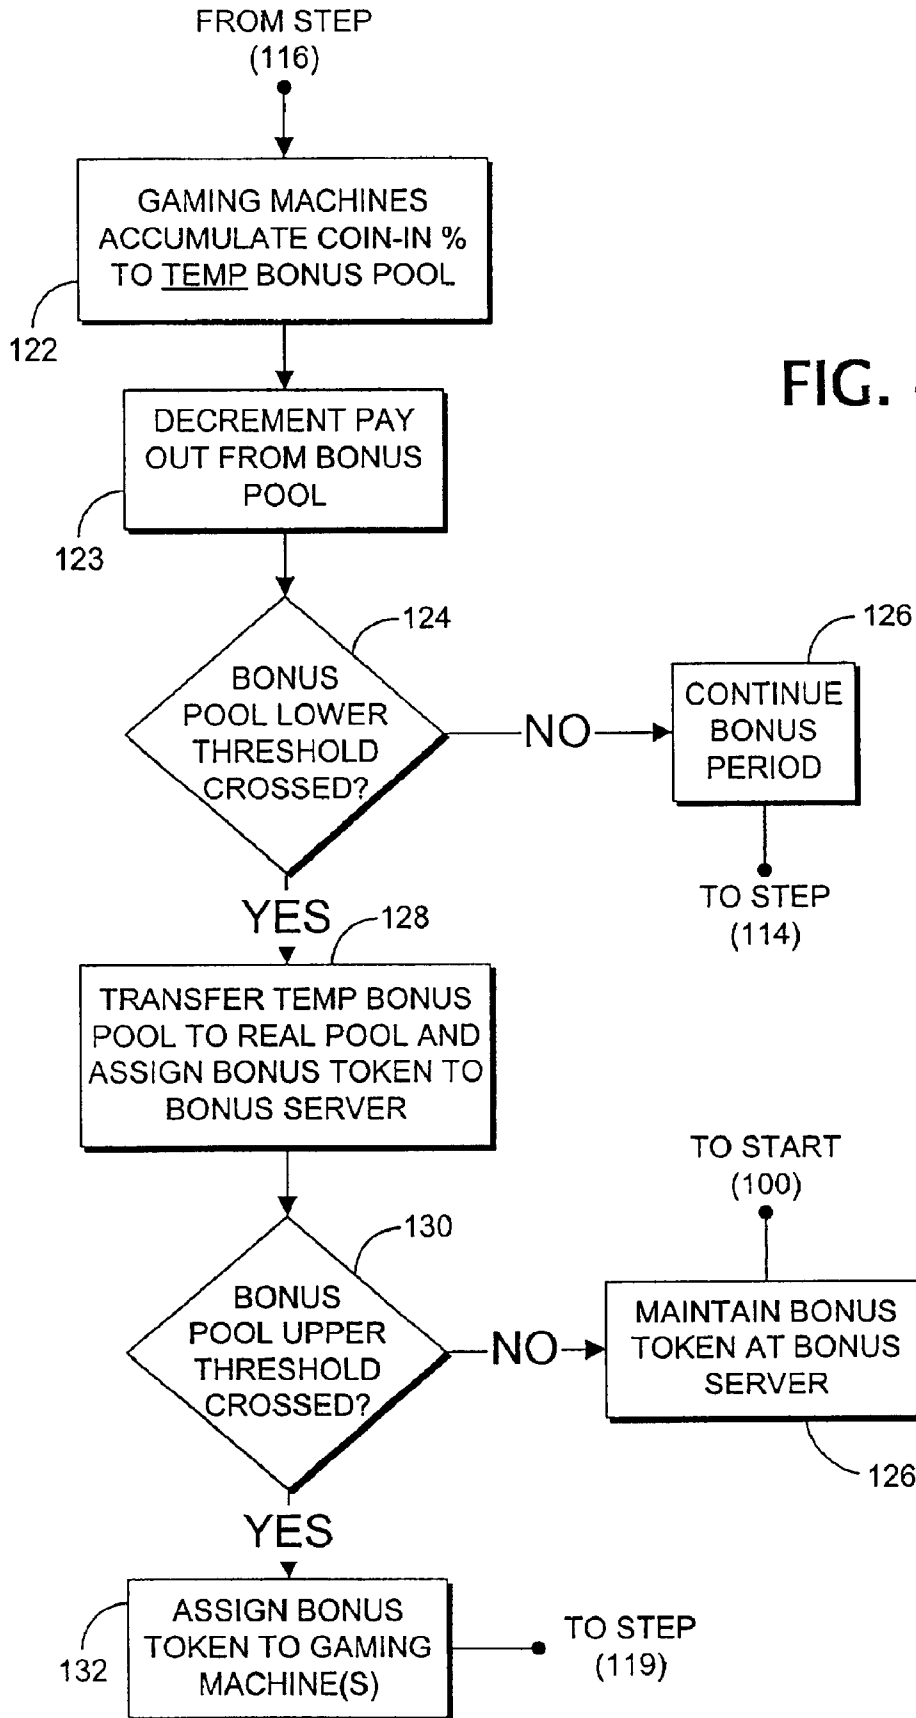 FROM STEP
(116)
GAMING MACHINES
ACCUMULATE COIN-IN %
TO TEMP BONUS POOL
122
FIG.
DECREMENT PAY
OUT FROM BONUS
POOL
123
124
BONUS
POOL LOWER
THRESHOLD
CROSSED?
NO
126
CONTINUE
BONUS
PERIOD
TO STEP
(114)
YES
128
TRANSFER TEMP BONUS
POOL TO REAL POOL AND
ASSIGN BONUS TOKEN TO
BONUS SERVER
TO START
(100)
130
BONUS
POOL UPPER
THRESHOLD
CROSSED?
NO
MAINTAIN BONUS
TOKEN AT BONUS
SERVER
126
YES
ASSIGN BONUS
TOKEN TO GAMING
MACHINE(S)
132
TO STEP
(119)